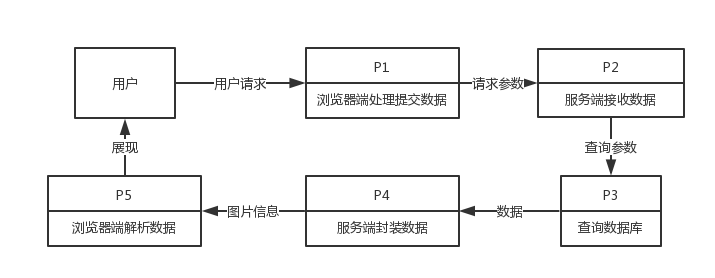 用户
用户请求
P1
浏览器端处理提交数据
请求参数
P2
服务端接收数据
查询参数
P3
查询数据库
数据
P4
服务端封装数据
图片信息
P5
浏览器端解析数据
展现